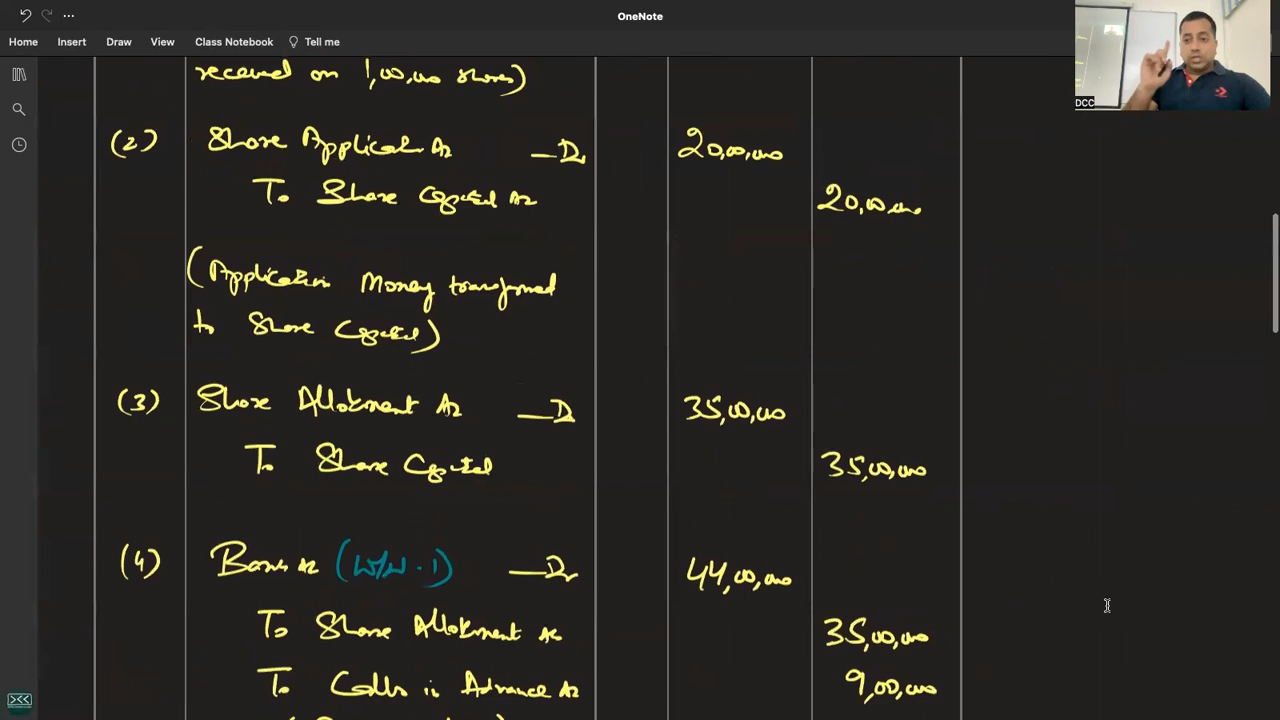 OneNote
Home Insert Draw View Class Notebook Tell me
DCC
received on 1,00,000 shares)
(2) Share Application A/c —Dr 20,00,000
To Share Capital A/c 20,00,000
(Application Money transferred
to Share Capital)
(3) Share Allotment A/c —Dr 35,00,000
To Share Capital 35,00,000
(4) Bank A/c (W/N.1) —Dr 44,00,000
To Share Allotment A/c 35,00,000
To Calls in Advance A/c 9,00,000